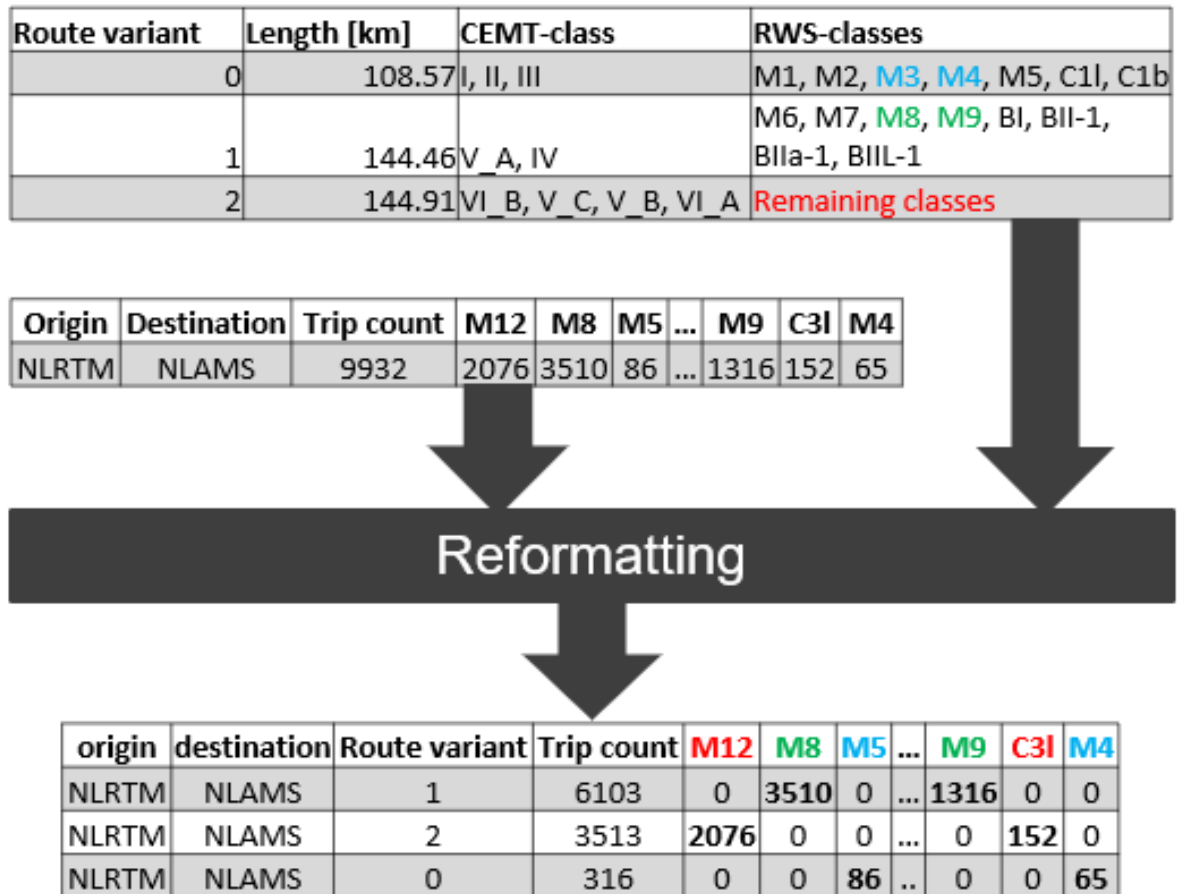 Route variant Length [km] CEMT-class RWS-classes
0 108.57 I, II, III M1, M2, M3, M4, M5, C1l, C1b
M6, M7, M8, M9, BI, BII-1,
1 144.46 V_A, IV BIIa-1, BIIL-1
2 144.91 VI_B, V_C, V_B, VI_A Remaining classes
Origin Destination Trip count M12 M8 M5 ... M9 C3l M4
NLRTM NLAMS 9932 2076 3510 86 ... 1316 152 65
Reformatting
origin destination Route variant Trip count M12 M8 M5 ... M9 C3l M4
NLRTM NLAMS 1 6103 0 3510 0 ... 1316 0 0
NLRTM NLAMS 2 3513 2076 0 0 ... 0 152 0
NLRTM NLAMS 0 316 0 0 86 .. 0 0 65